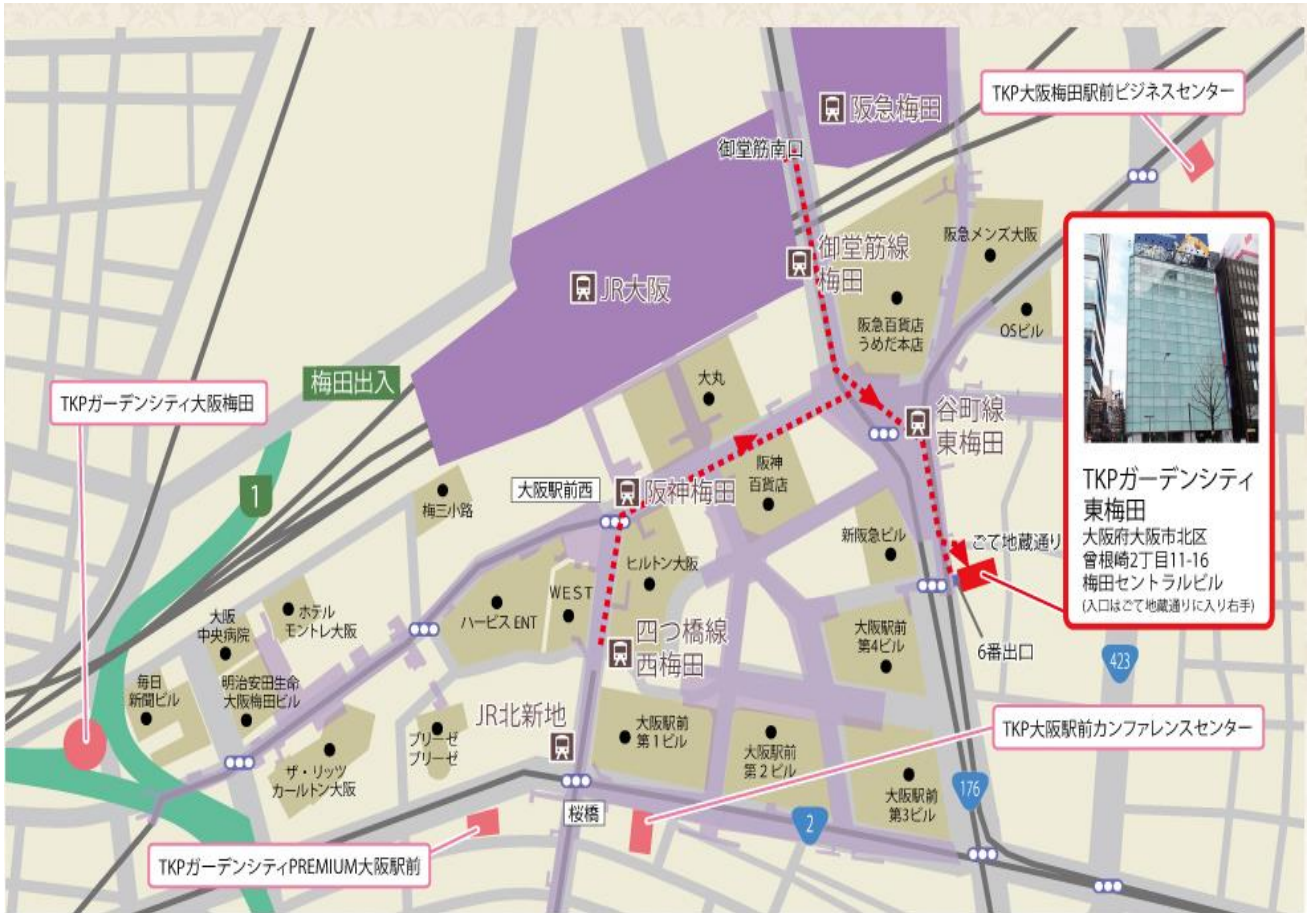 阪急梅田
TKP大阪梅田駅前ビジネスセンター
御堂筋南口
御堂筋線
梅田
阪急メンズ大阪
JR大阪
阪急百貨店
うめだ本店
OSビル
梅田出入
大丸
TKPガーデンシティ大阪梅田
谷町線
東梅田
1
大阪駅前西
阪神梅田
阪神
百貨店
梅三小路
TKPガーデンシティ
東梅田
大阪府大阪市北区
曾根崎2丁目11-16
梅田セントラルビル
(入口はごて地蔵通りに入り右手)
新阪急ビル
ごて地蔵通り
ヒルトン大阪
WEST
ハービス ENT
大阪
中央病院
ホテル
モントレ大阪
四つ橋線
西梅田
大阪駅前
第4ビル
6番出口
423
毎日
新聞ビル
明治安田生命
大阪梅田ビル
JR北新地
ブリーゼ
ブリーゼ
大阪駅前
第1ビル
大阪駅前
第2ビル
TKP大阪駅前カンファレンスセンター
ザ・リッツ
カールトン大阪
大阪駅前
第3ビル
176
桜橋
2
TKPガーデンシティPREMIUM大阪駅前